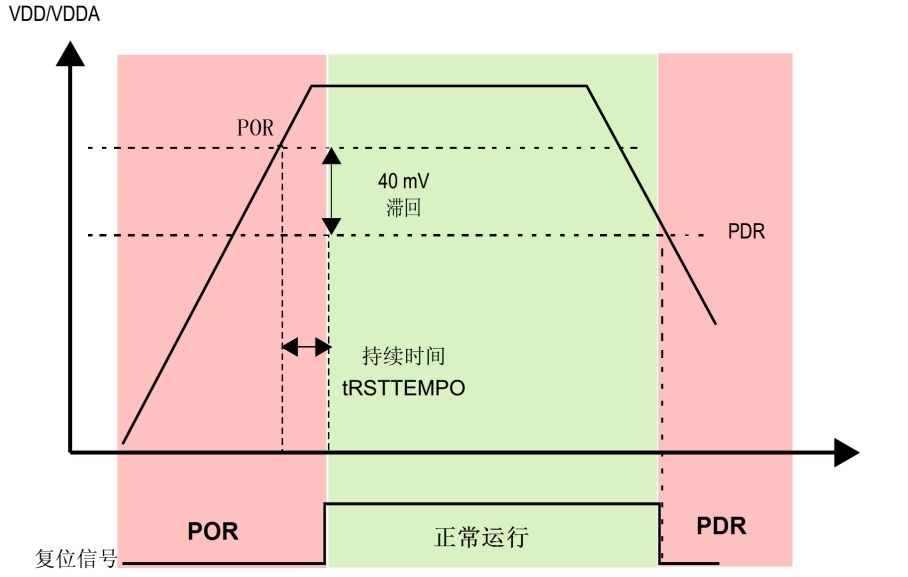 VDD/VDDA
POR
40 mV
滞回
PDR
持续时间
tRSTTEMPO
POR
正常运行
PDR
复位信号